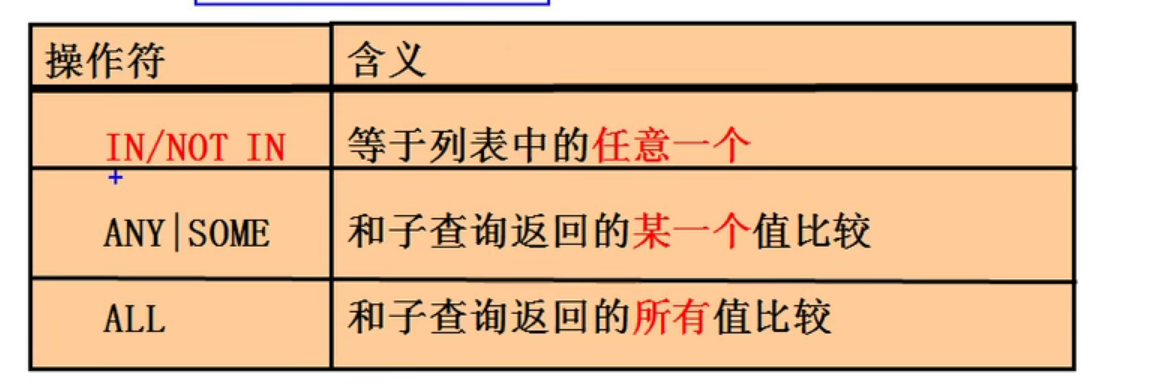 操作符 含义
IN/NOT IN 等于列表中的任意一个
ANY|SOME 和子查询返回的某一个值比较
ALL 和子查询返回的所有值比较